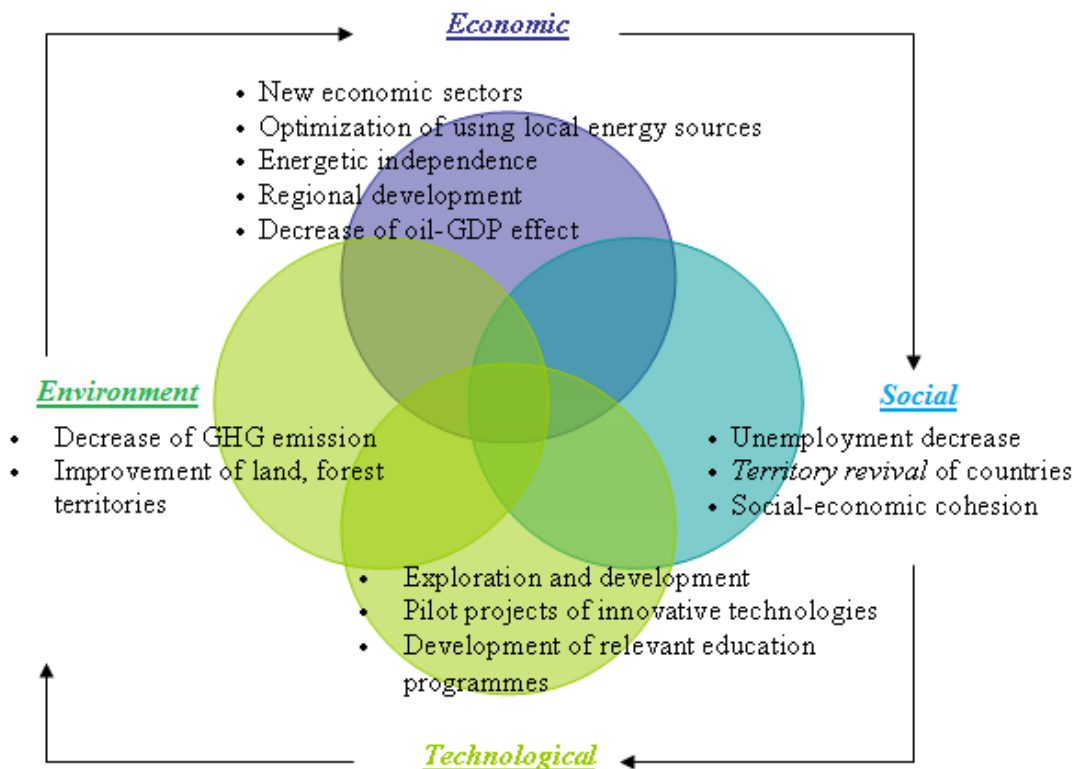 Economic
• New economic sectors
• Optimization of using local energy sources
• Energetic independence
• Regional development
• Decrease of oil-GDP effect
Environment
• Decrease of GHG emission
• Improvement of land, forest
territories
Social
• Unemployment decrease
• Territory revival of countries
• Social-economic cohesion
• Exploration and development
• Pilot projects of innovative technologies
• Development of relevant education
programmes
Technological